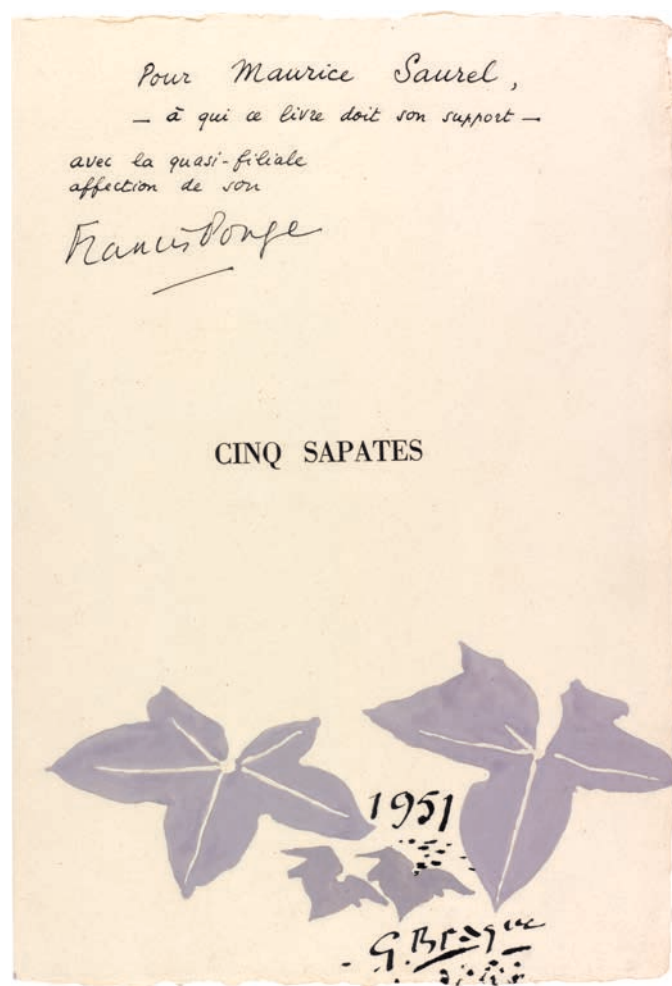 Pour Maurice Saurel,
— à qui ce livre doit son support —
avec la quasi-filiale
affection de son
Francis Ponge
CINQ SAPATES
1951
G Braque